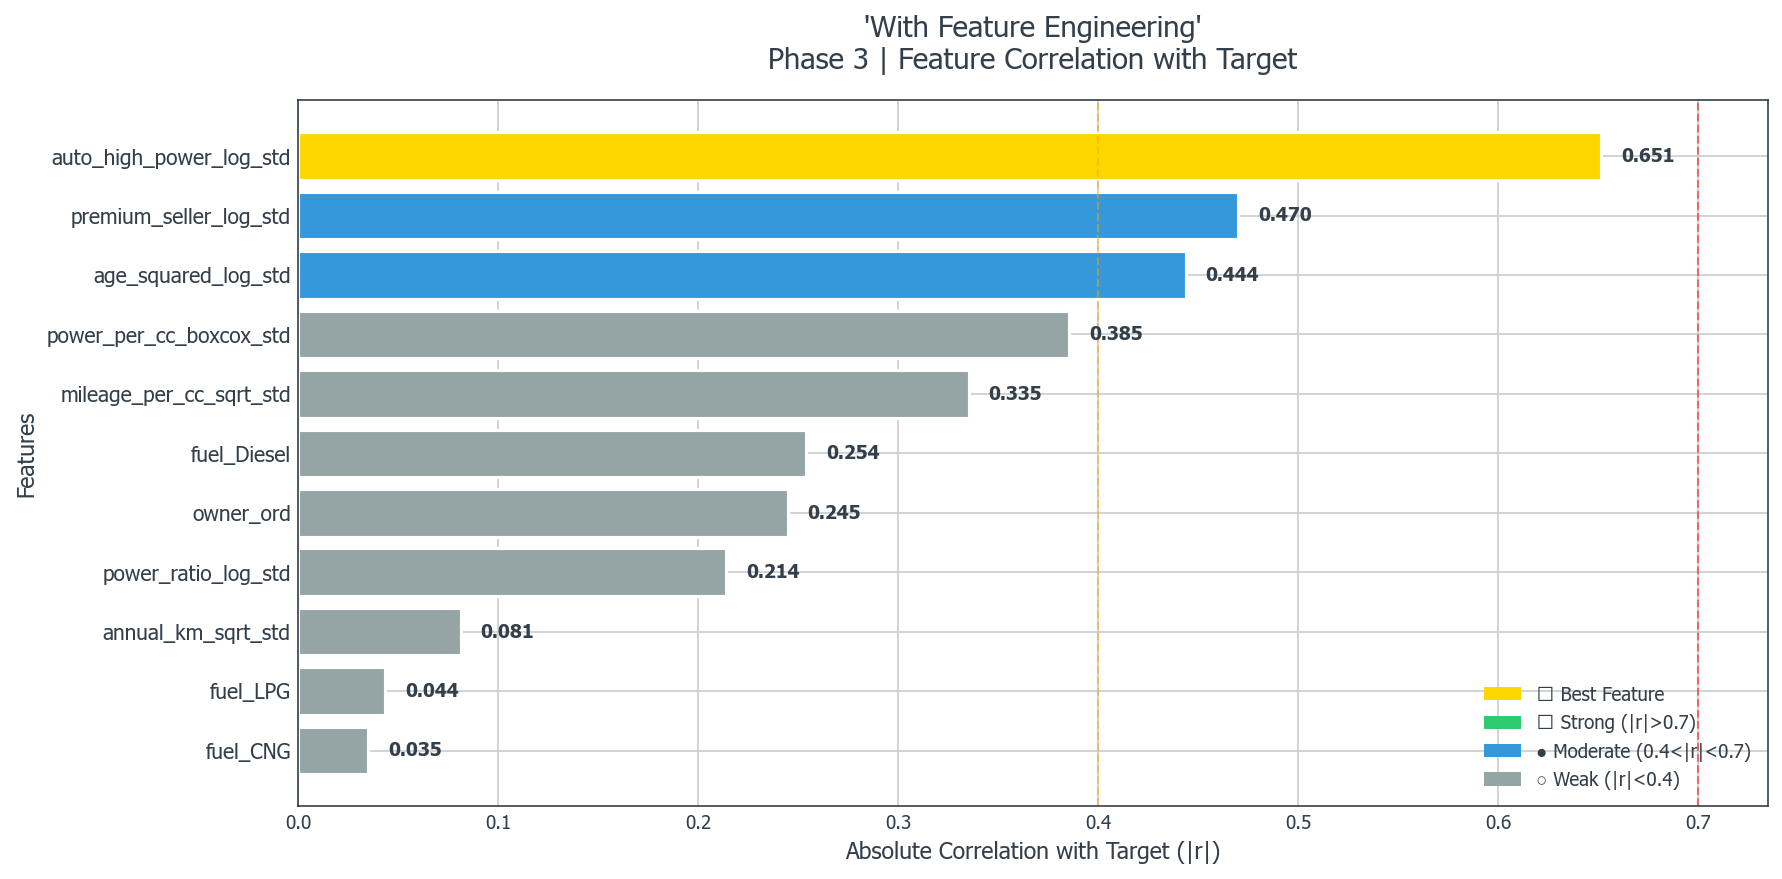 'With Feature Engineering'
Phase 3 | Feature Correlation with Target
Features
auto_high_power_log_std 0.651
premium_seller_log_std 0.470
age_squared_log_std 0.444
power_per_cc_boxcox_std 0.385
mileage_per_cc_sqrt_std 0.335
fuel_Diesel 0.254
owner_ord 0.245
power_ratio_log_std 0.214
annual_km_sqrt_std 0.081
fuel_LPG 0.044
fuel_CNG 0.035
□ Best Feature
□ Strong (|r|>0.7)
● Moderate (0.4<|r|<0.7)
○ Weak (|r|<0.4)
0.0 0.1 0.2 0.3 0.4 0.5 0.6 0.7
Absolute Correlation with Target (|r|)